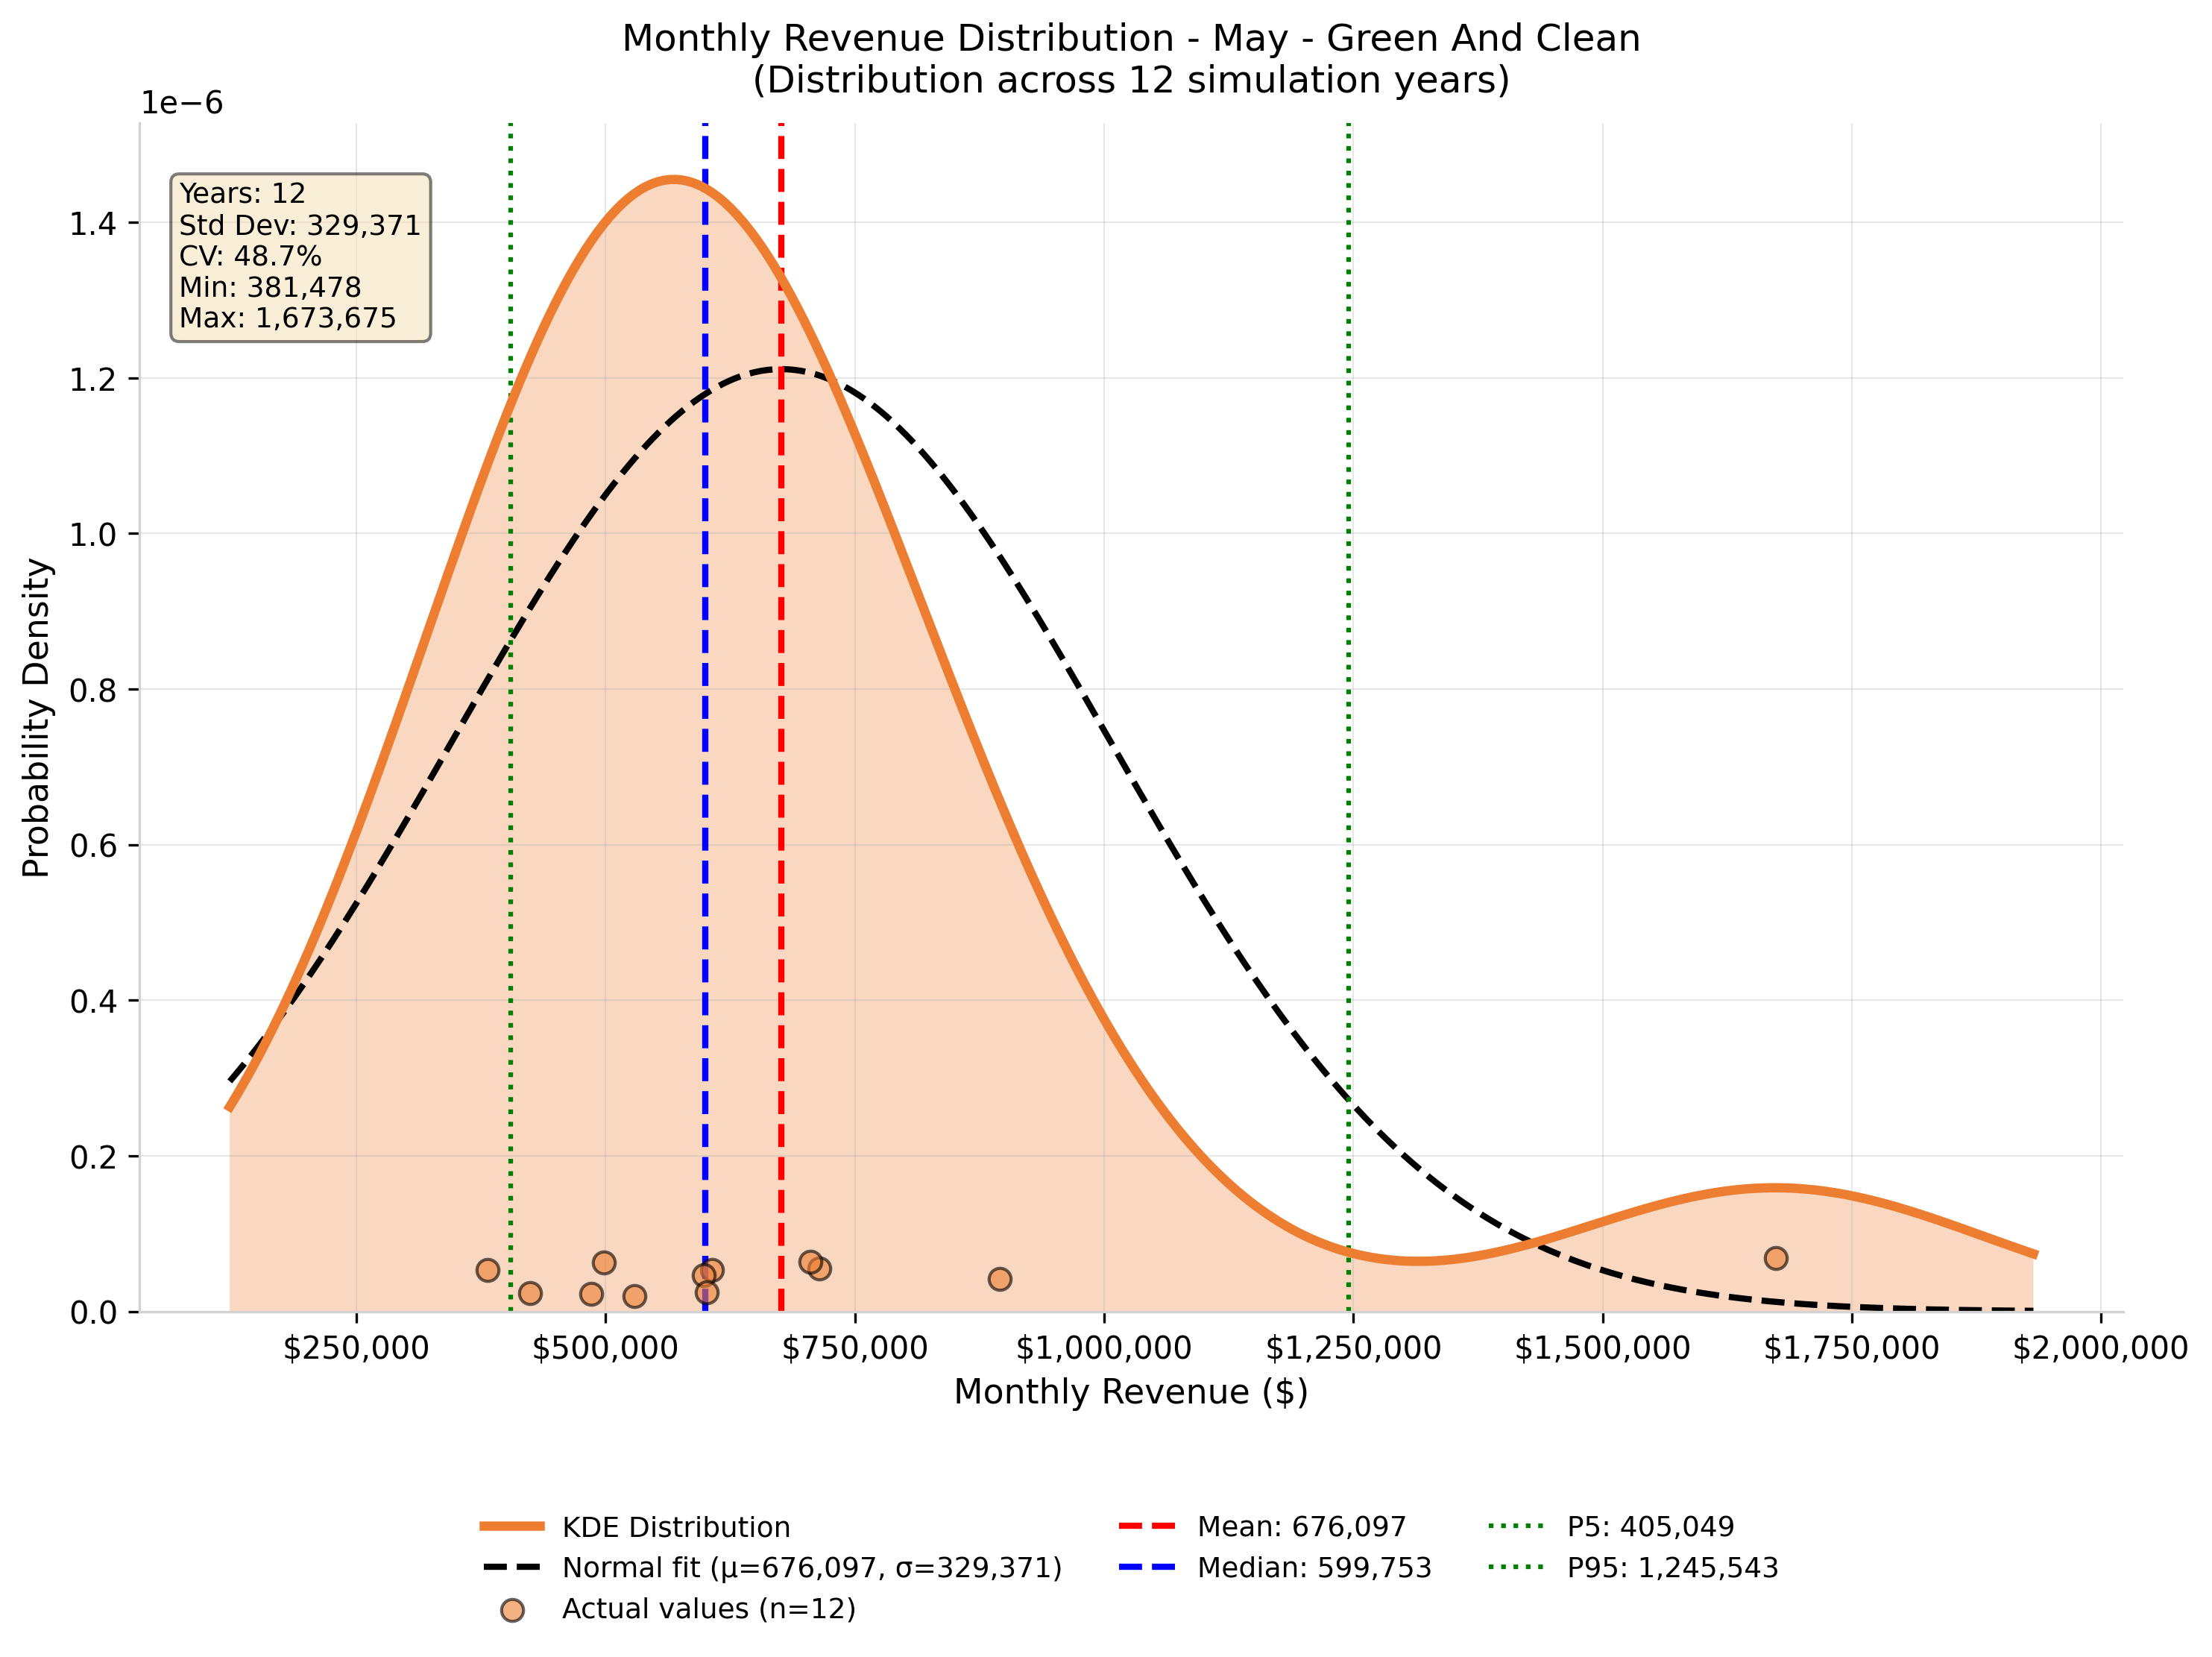 Monthly Revenue Distribution - May - Green And Clean
(Distribution across 12 simulation years)
1e−6
Years: 12
Std Dev: 329,371
CV: 48.7%
Min: 381,478
Max: 1,673,675
Probability Density
1.4
1.2
1.0
0.8
0.6
0.4
0.2
0.0
$250,000
$500,000
$750,000
$1,000,000
$1,250,000
$1,500,000
$1,750,000
$2,000,000
Monthly Revenue ($)
KDE Distribution
Normal fit (μ=676,097, σ=329,371)
Actual values (n=12)
Mean: 676,097
Median: 599,753
P5: 405,049
P95: 1,245,543